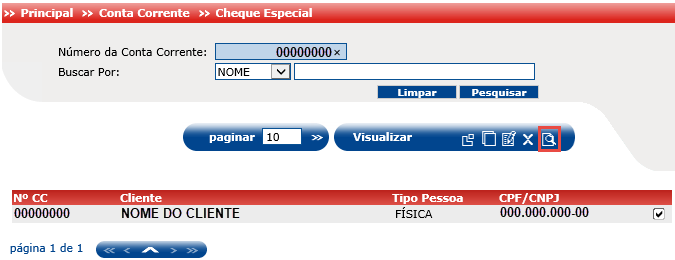 >> Principal >> Conta Corrente >> Cheque Especial
Número da Conta Corrente: 00000000×
Buscar Por: NOME
Limpar Pesquisar
paginar 10 >> Visualizar
Nº CC Cliente Tipo Pessoa CPF/CNPJ
00000000 NOME DO CLIENTE FÍSICA 000.000.000-00
página 1 de 1 << < > >>